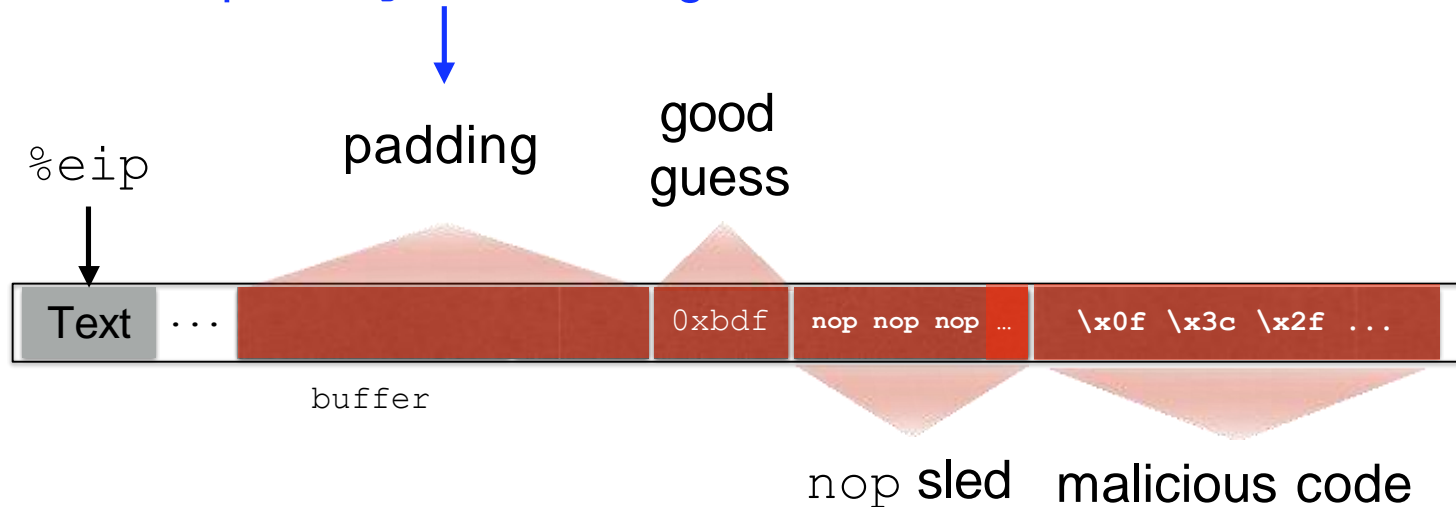 padding
good
guess
%eip
Text ... 0xbdf nop nop nop … \x0f \x3c \x2f ...
buffer
nop sled malicious code